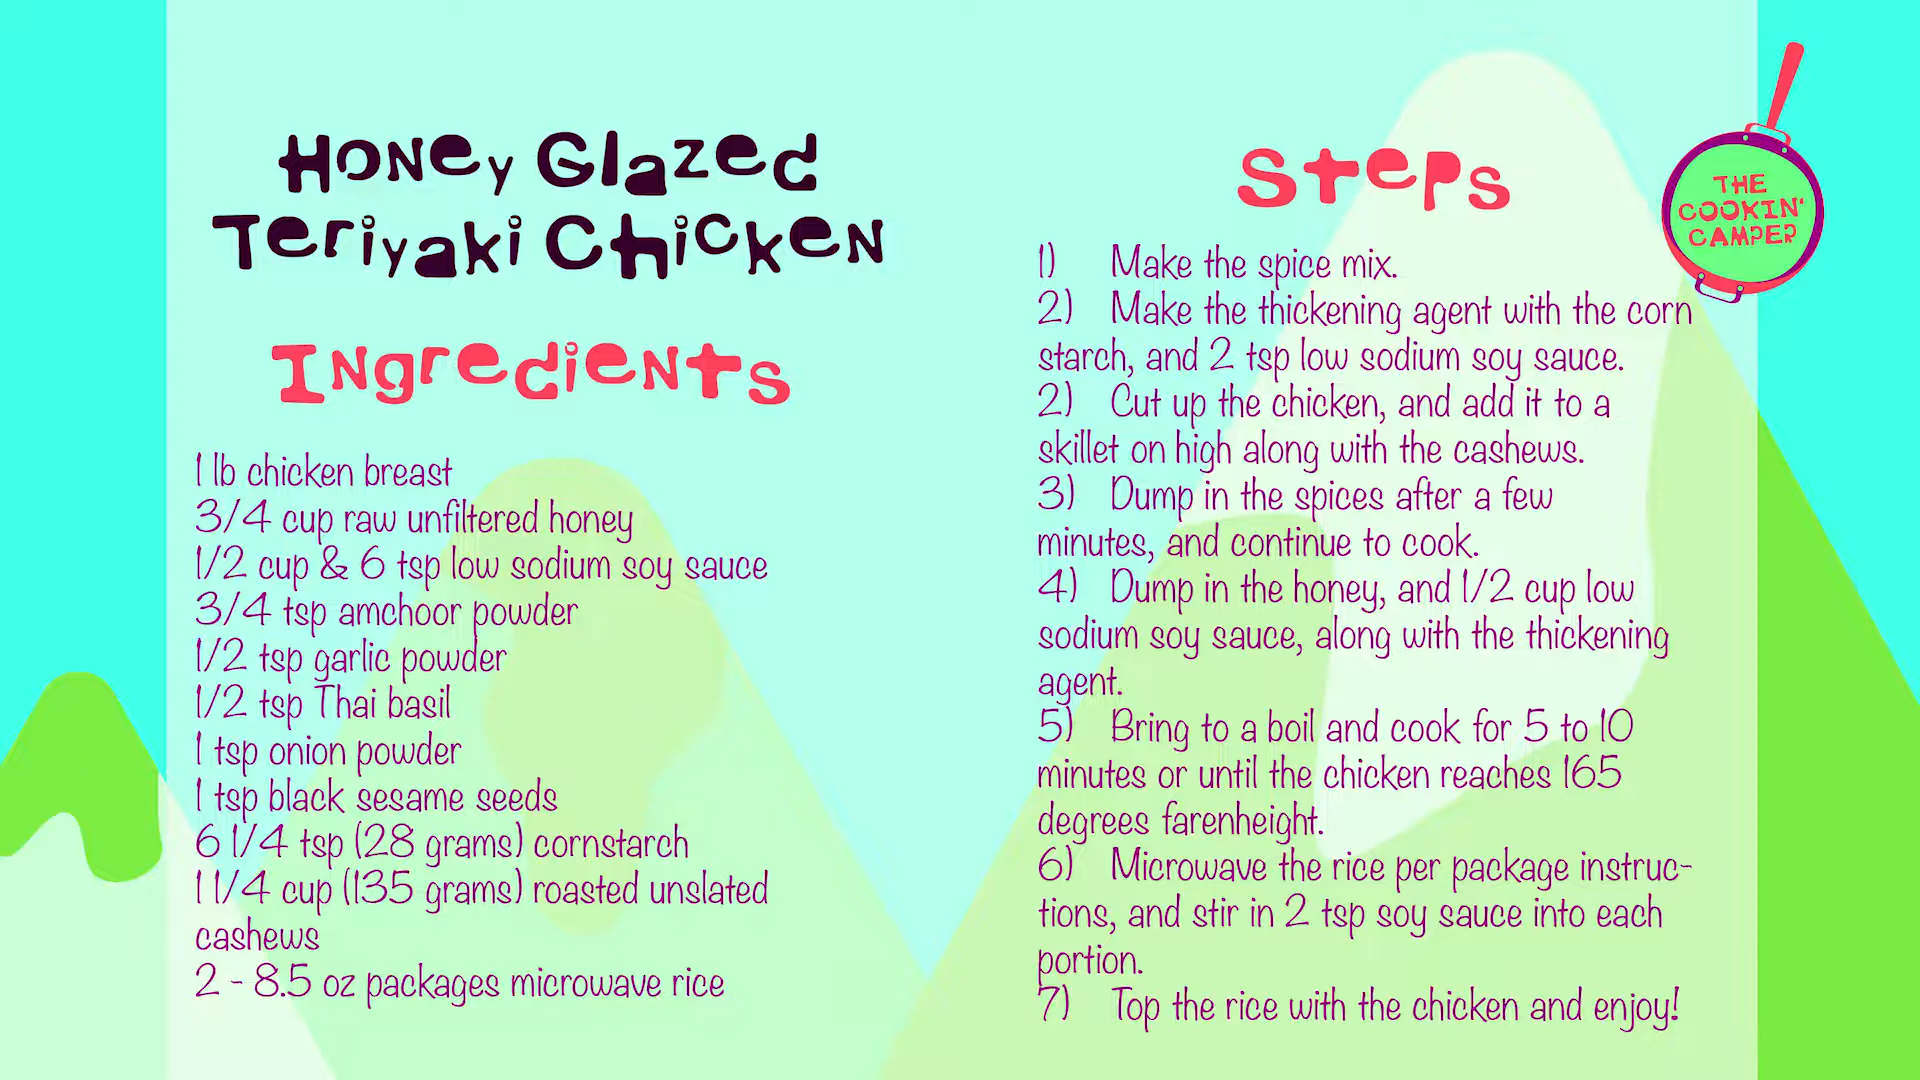 Honey Glazed
Teriyaki Chicken
Ingredients
1 lb chicken breast
3/4 cup raw unfiltered honey
1/2 cup & 6 tsp low sodium soy sauce
3/4 tsp amchoor powder
1/2 tsp garlic powder
1/2 tsp Thai basil
1 tsp onion powder
1 tsp black sesame seeds
6 1/4 tsp (28 grams) cornstarch
1 1/4 cup (135 grams) roasted unslated
cashews
2 - 8.5 oz packages microwave rice
Steps
1) Make the spice mix.
2) Make the thickening agent with the corn
starch, and 2 tsp low sodium soy sauce.
2) Cut up the chicken, and add it to a
skillet on high along with the cashews.
3) Dump in the spices after a few
minutes, and continue to cook.
4) Dump in the honey, and 1/2 cup low
sodium soy sauce, along with the thickening
agent.
5) Bring to a boil and cook for 5 to 10
minutes or until the chicken reaches 165
degrees farenheight.
6) Microwave the rice per package instruc-
tions, and stir in 2 tsp soy sauce into each
portion.
7) Top the rice with the chicken and enjoy!
THE
COOKIN'
CAMPER